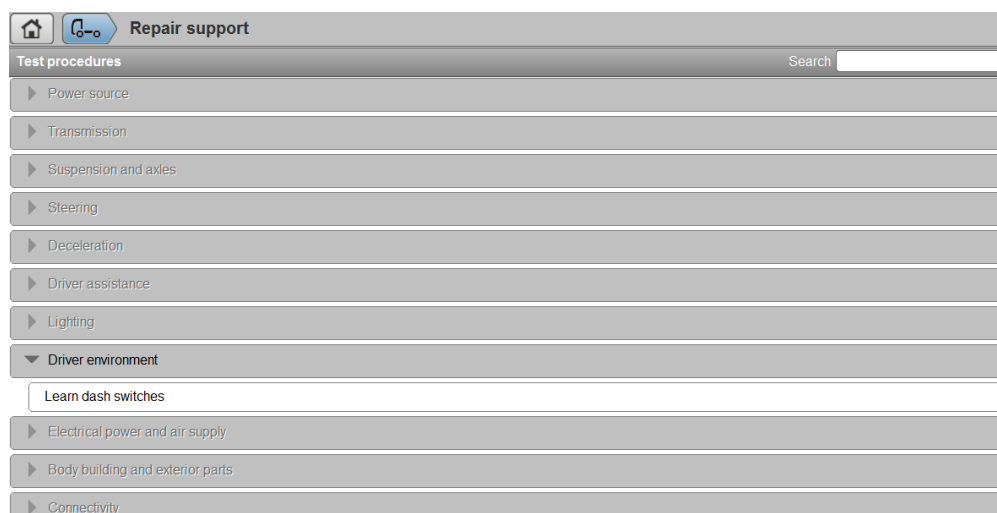 Repair support
Test procedures Search
Power source
Transmission
Suspension and axles
Steering
Deceleration
Driver assistance
Lighting
Driver environment
Learn dash switches
Electrical power and air supply
Body building and exterior parts
Connectivity